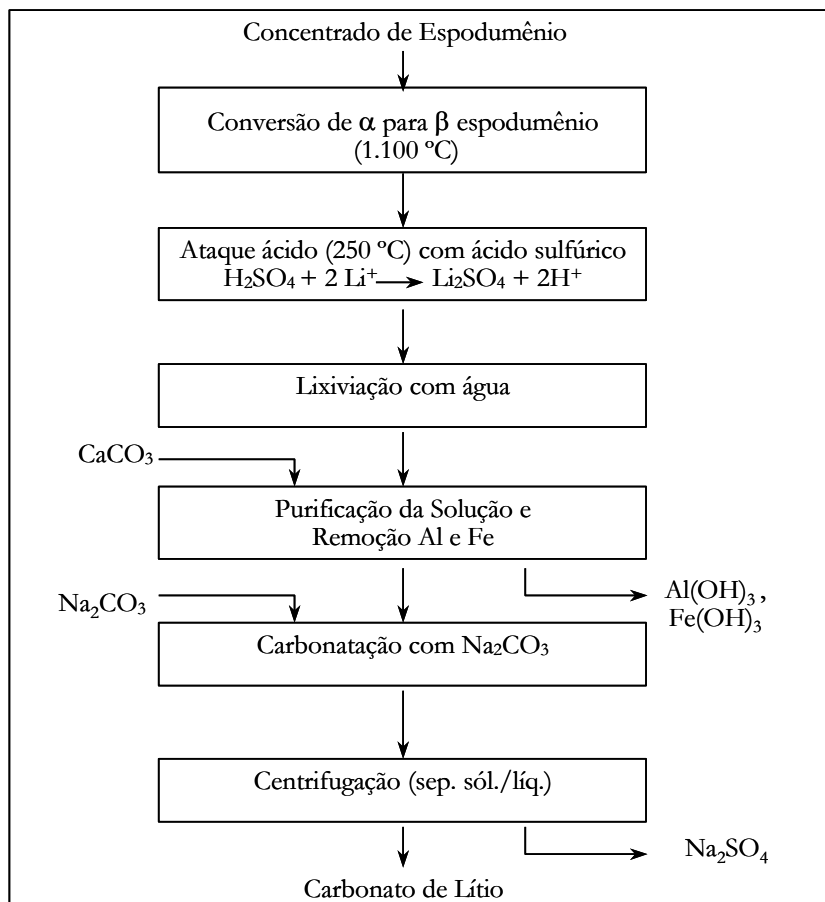 Concentrado de Espodumênio
Conversão de α para β espodumênio
(1.100 ºC)
Ataque ácido (250 ºC) com ácido sulfúrico
H₂SO₄ + 2 Li⁺ → Li₂SO₄ + 2H⁺
Lixiviação com água
CaCO₃
Purificação da Solução e
Remoção Al e Fe
Na₂CO₃
Al(OH)₃ ,
Fe(OH)₃
Carbonatação com Na₂CO₃
Centrifugação (sep. sól./líq.)
Na₂SO₄
Carbonato de Lítio